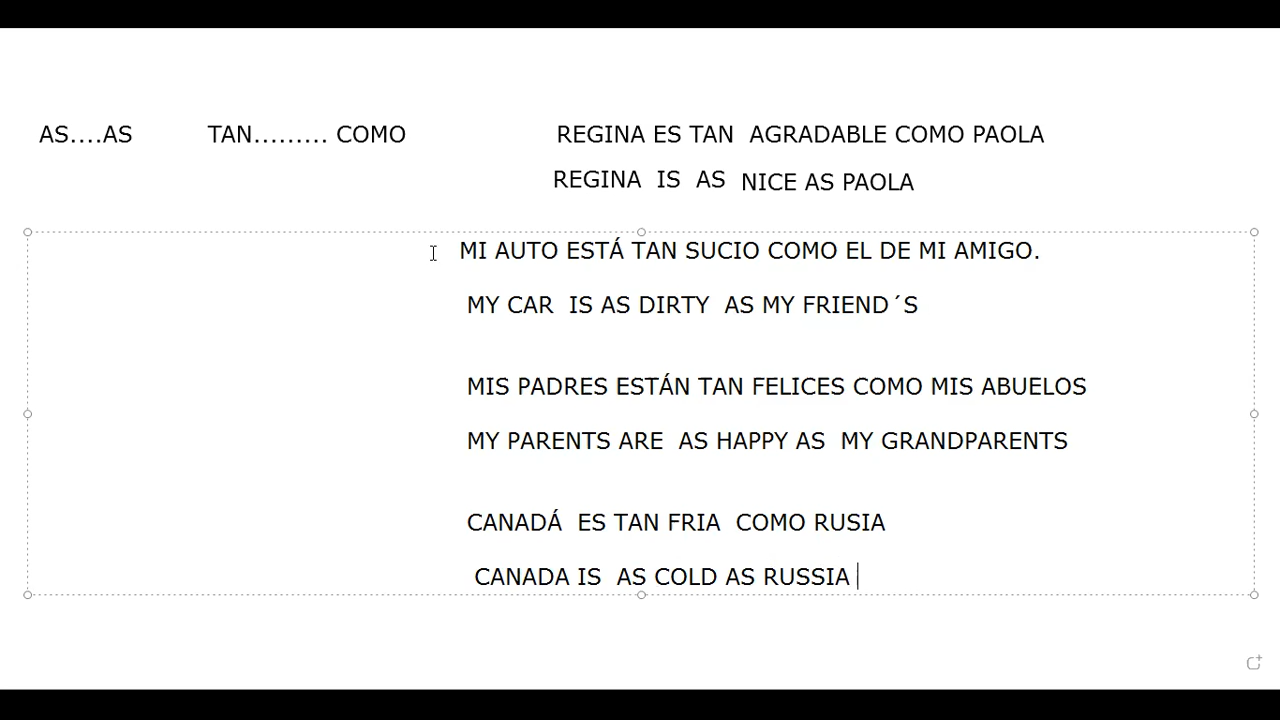 AS....AS TAN......... COMO REGINA ES TAN AGRADABLE COMO PAOLA
REGINA IS AS NICE AS PAOLA
MI AUTO ESTÁ TAN SUCIO COMO EL DE MI AMIGO.
MY CAR IS AS DIRTY AS MY FRIEND´S
MIS PADRES ESTÁN TAN FELICES COMO MIS ABUELOS
MY PARENTS ARE AS HAPPY AS MY GRANDPARENTS
CANADÁ ES TAN FRIA COMO RUSIA
CANADA IS AS COLD AS RUSSIA